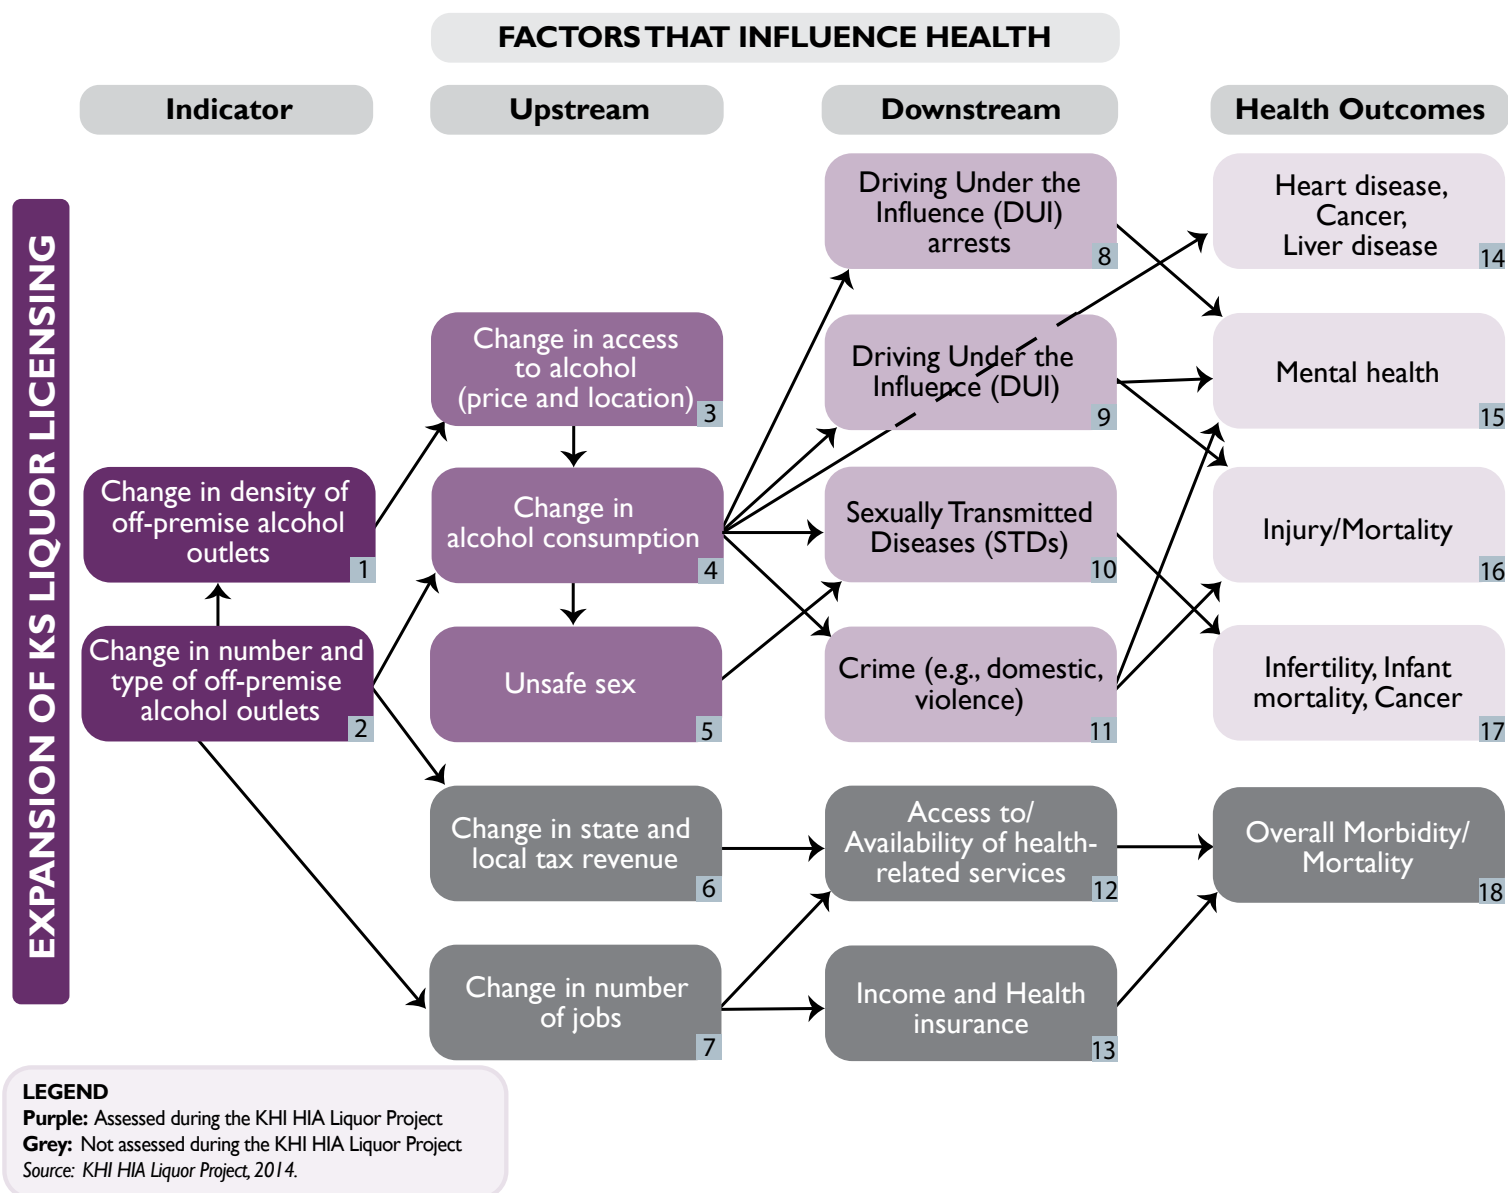 FACTORS THAT INFLUENCE HEALTH
Indicator
Upstream
Downstream
Health Outcomes
EXPANSION OF KS LIQUOR LICENSING
Change in density of
off-premise alcohol
outlets
1
Change in number and
type of off-premise
alcohol outlets
2
Change in access
to alcohol
(price and location)
3
Change in
alcohol consumption
4
Unsafe sex
5
Change in state and
local tax revenue
6
Change in number
of jobs
7
Driving Under the
Influence (DUI)
arrests
8
Driving Under the
Influence (DUI)
9
Sexually Transmitted
Diseases (STDs)
10
Crime (e.g., domestic,
violence)
11
Access to/
Availability of health-
related services
12
Income and Health
insurance
13
Heart disease,
Cancer,
Liver disease
14
Mental health
15
Injury/Mortality
16
Infertility, Infant
mortality, Cancer
17
Overall Morbidity/
Mortality
18
LEGEND
Purple: Assessed during the KHI HIA Liquor Project
Grey: Not assessed during the KHI HIA Liquor Project
Source: KHI HIA Liquor Project, 2014.